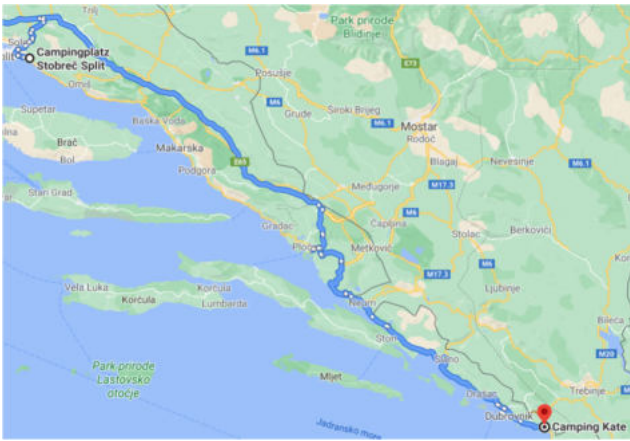 Trilj
Park prirode
Blidinje
Campingplatz
Stobreč Split
M6.1
E73
M6.1
Posušje
Omiš
M6
Grude
Široki Brijeg
Supetar
Baška Voda
M6.1
Mostar
Rodoč
Brač
Bol
Makarska
Podgora
E65
Blagaj
Nevesinje
M6.1
Međugorje
M17.3
Stari Grad
M6
Gradac
Čapljina
Stolac
Berkovići
Ploče
Metković
M6
M17.3
Vela Luka
Korčula
Korčula
Lumbarda
Neum
Ljubinje
Bileća
Ston
Slano
M20
Park prirode
Lastovsko
otočje
Mljet
Trebinje
Orašac
Dubrovnik
Camping Kate
Jadransko more